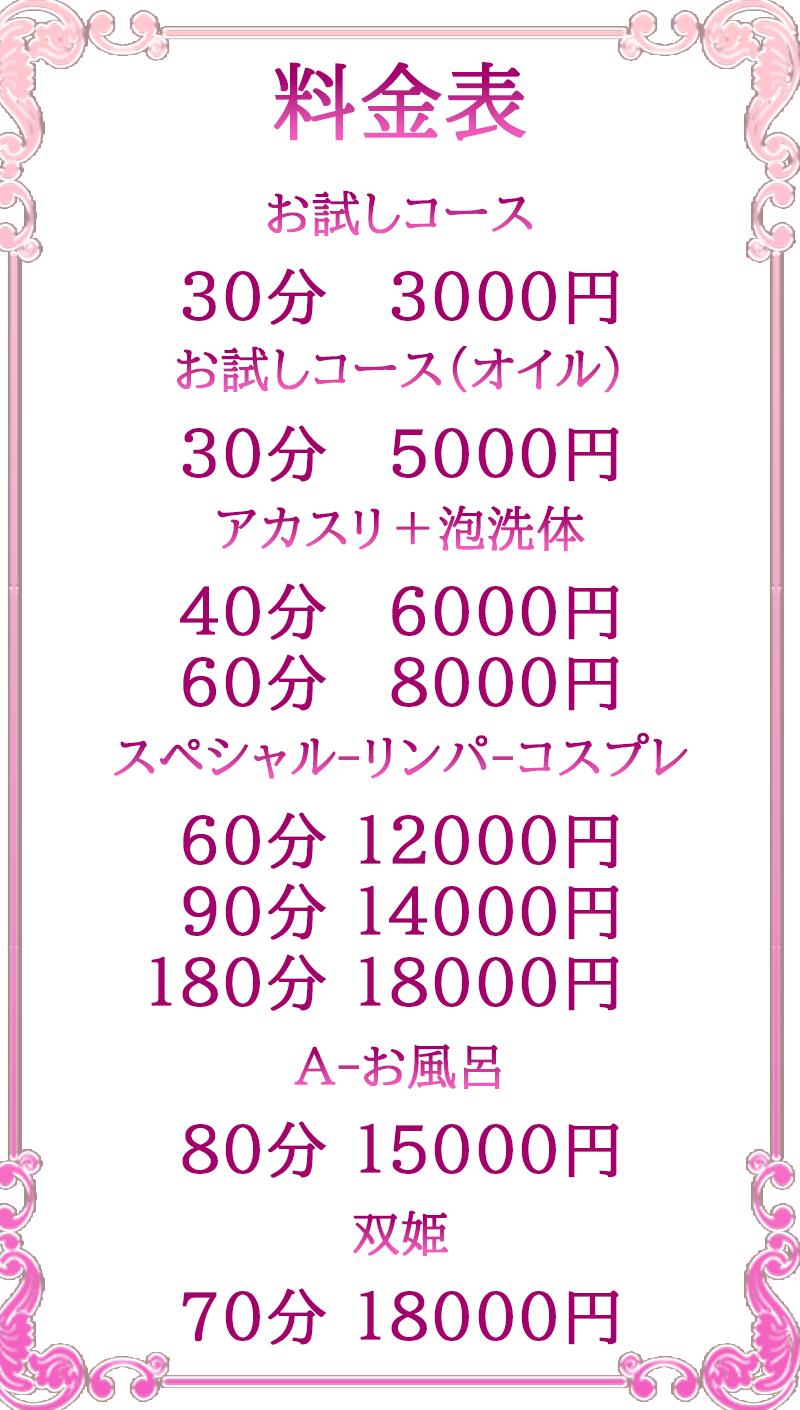 料金表
お試しコース
30分　3000円
お試しコース（オイル）
30分　5000円
アカスリ＋泡洗体
40分　6000円
60分　8000円
スペシャル-リンパ-コスプレ
60分 12000円
90分 14000円
180分 18000円
A-お風呂
80分 15000円
双姫
70分 18000円